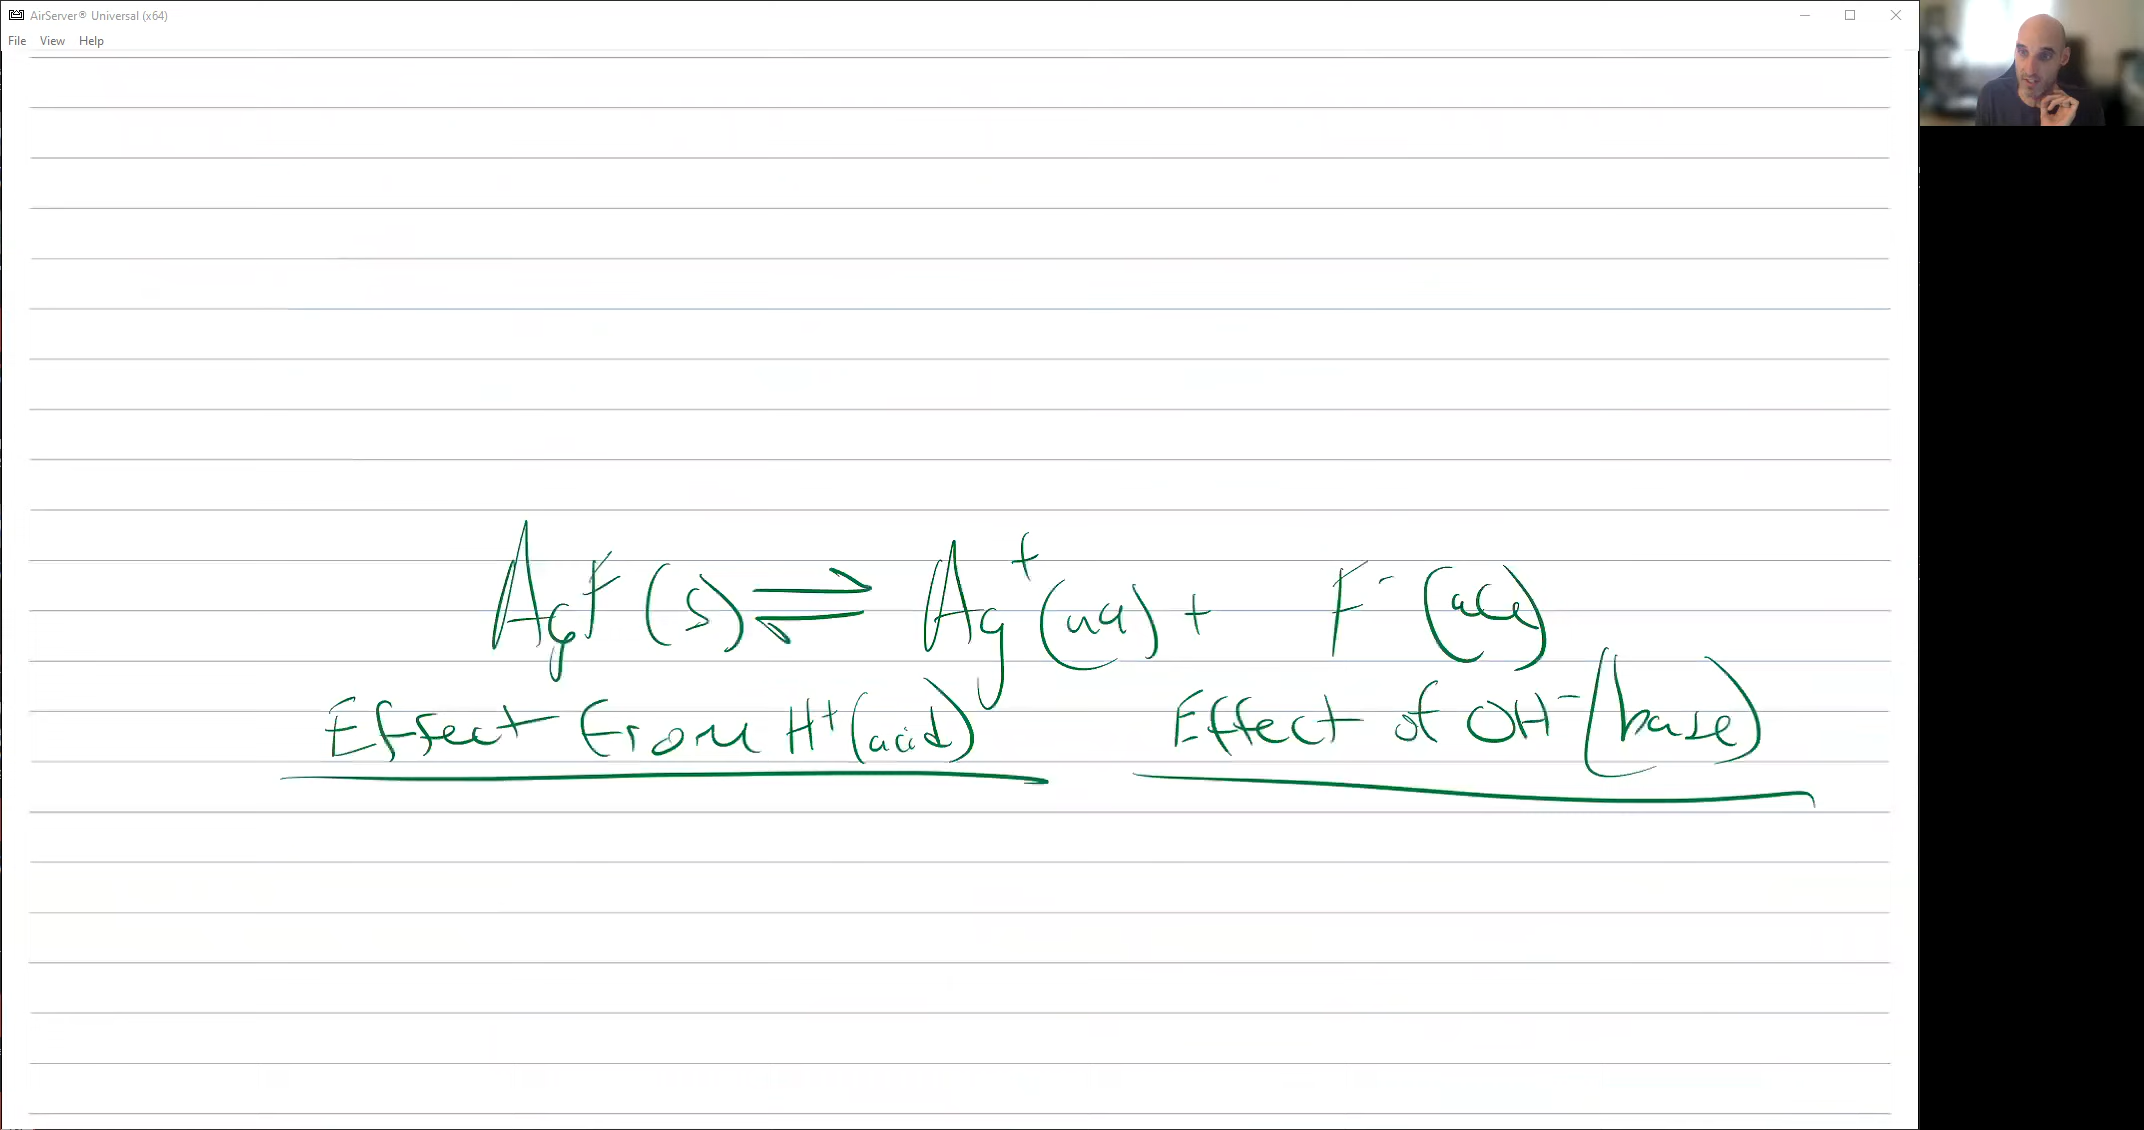 AirServer® Universal (x64)
File View Help
AgF (s) ⇌ Ag⁺ (aq) + F⁻ (aq)
Effect from H⁺ (acid) Effect of OH⁻ (base)